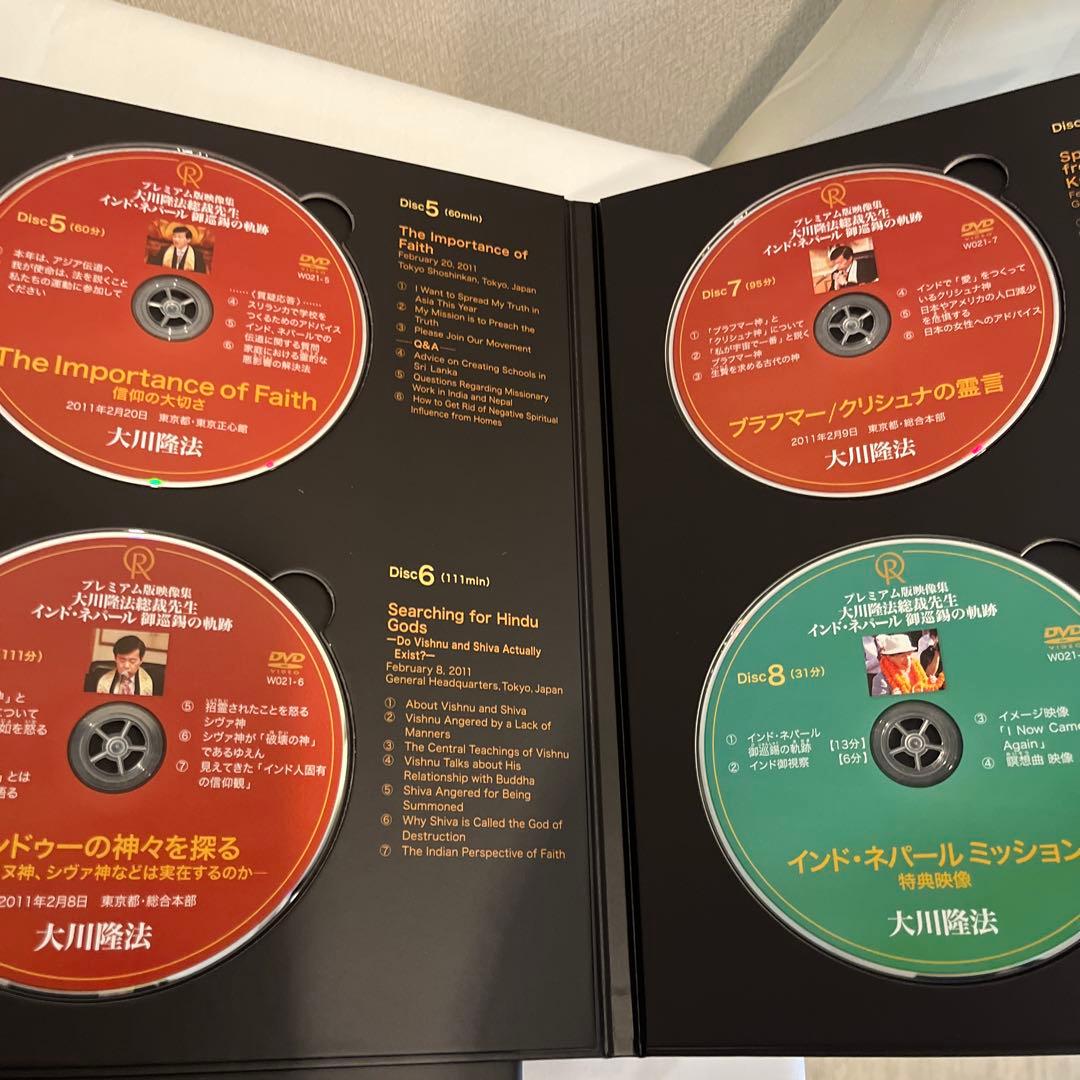 R
プレミアム版映像集
大川隆法総裁先生
インド・ネパール 御巡錫の軌跡
Disc5(60分)
DVD
VIDEO
W021-5
本年は、アジア伝道へ
我が使命は、法を説くこと
私たちの運動に参加して
ください
……〈質疑応答〉……
④ スリランカで学校を
つくるためのアドバイス
⑤ インド、ネパールでの
伝道に関する質問
⑥ 家庭における霊的な
悪影響の解決法
The Importance of Faith
信仰の大切さ
2011年2月20日 東京都・東京正心館
大川隆法
Disc5 (60min)
The Importance of
Faith
February 20, 2011
Tokyo Shoshinkan, Tokyo, Japan
① I Want to Spread My Truth in
Asia This Year
② My Mission is to Preach the
Truth
③ Please Join Our Movement
Q&A
④ Advice on Creating Schools in
Sri Lanka
⑤ Questions Regarding Missionary
Work in India and Nepal
⑥ How to Get Rid of Negative Spiritual
Influence from Homes
R
プレミアム版映像集
大川隆法総裁先生
インド・ネパール 御巡錫の軌跡
(111分)
DVD
VIDEO
W021-6
と
について
を怒る
とは
語る
⑤ 招霊されたことを怒る
シヴァ神
⑥ シヴァ神が「破壊の神」
であるゆえん
⑦ 見えてきた「インド人固有
の信仰観」
ンドゥーの神々を探る
ヌ神、シヴァ神などは実在するのか―
2011年2月8日 東京都・総合本部
大川隆法
Disc6 (111min)
Searching for Hindu
Gods
―Do Vishnu and Shiva Actually
Exist?―
February 8, 2011
General Headquarters, Tokyo, Japan
① About Vishnu and Shiva
② Vishnu Angered by a Lack of
Manners
③ The Central Teachings of Vishnu
④ Vishnu Talks about His
Relationship with Buddha
⑤ Shiva Angered for Being
Summoned
⑥ Why Shiva is Called the God of
Destruction
⑦ The Indian Perspective of Faith
R
プレミアム版映像集
大川隆法総裁先生
インド・ネパール 御巡錫の軌跡
Disc7(95分)
DVD
VIDEO
W021-7
① 「ブラフマー神」と
「クリシュナ神」について
② 「私が宇宙で一番」と説く
ブラフマー神
③ 生贄を求める古代の神
④ インドで「愛」をつくって
いるクリシュナ神
⑤ 日本やアメリカの人口減少
を危惧する
⑥ 日本の女性へのアドバイス
ブラフマー/クリシュナの霊言
2011年2月9日 東京都・総合本部
大川隆法
Disc
Sp
fr
K
Fe
G
R
プレミアム版映像集
大川隆法総裁先生
インド・ネパール 御巡錫の軌跡
Disc8(31分)
DVD
VIDEO
W021-
① インド・ネパール
御巡錫の軌跡 [13分]
② インド御視察 [6分]
③ イメージ映像
「I Now Came
Again」
④ 瞑想曲 映像
インド・ネパール ミッション
特典映像
大川隆法